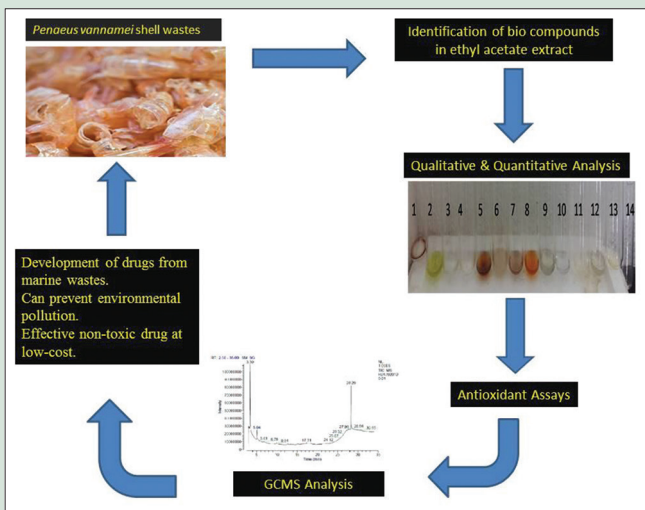 Penaeus vannamei shell wastes
Identification of bio compounds
in ethyl acetate extract
Qualitative & Quantitative Analysis
1 2 3 4 5 6 7 8 9 10 11 12 13 14
Antioxidant Assays
GCMS Analysis
Development of drugs from
marine wastes.
Can prevent environmental
pollution.
Effective non-toxic drug at
low-cost.